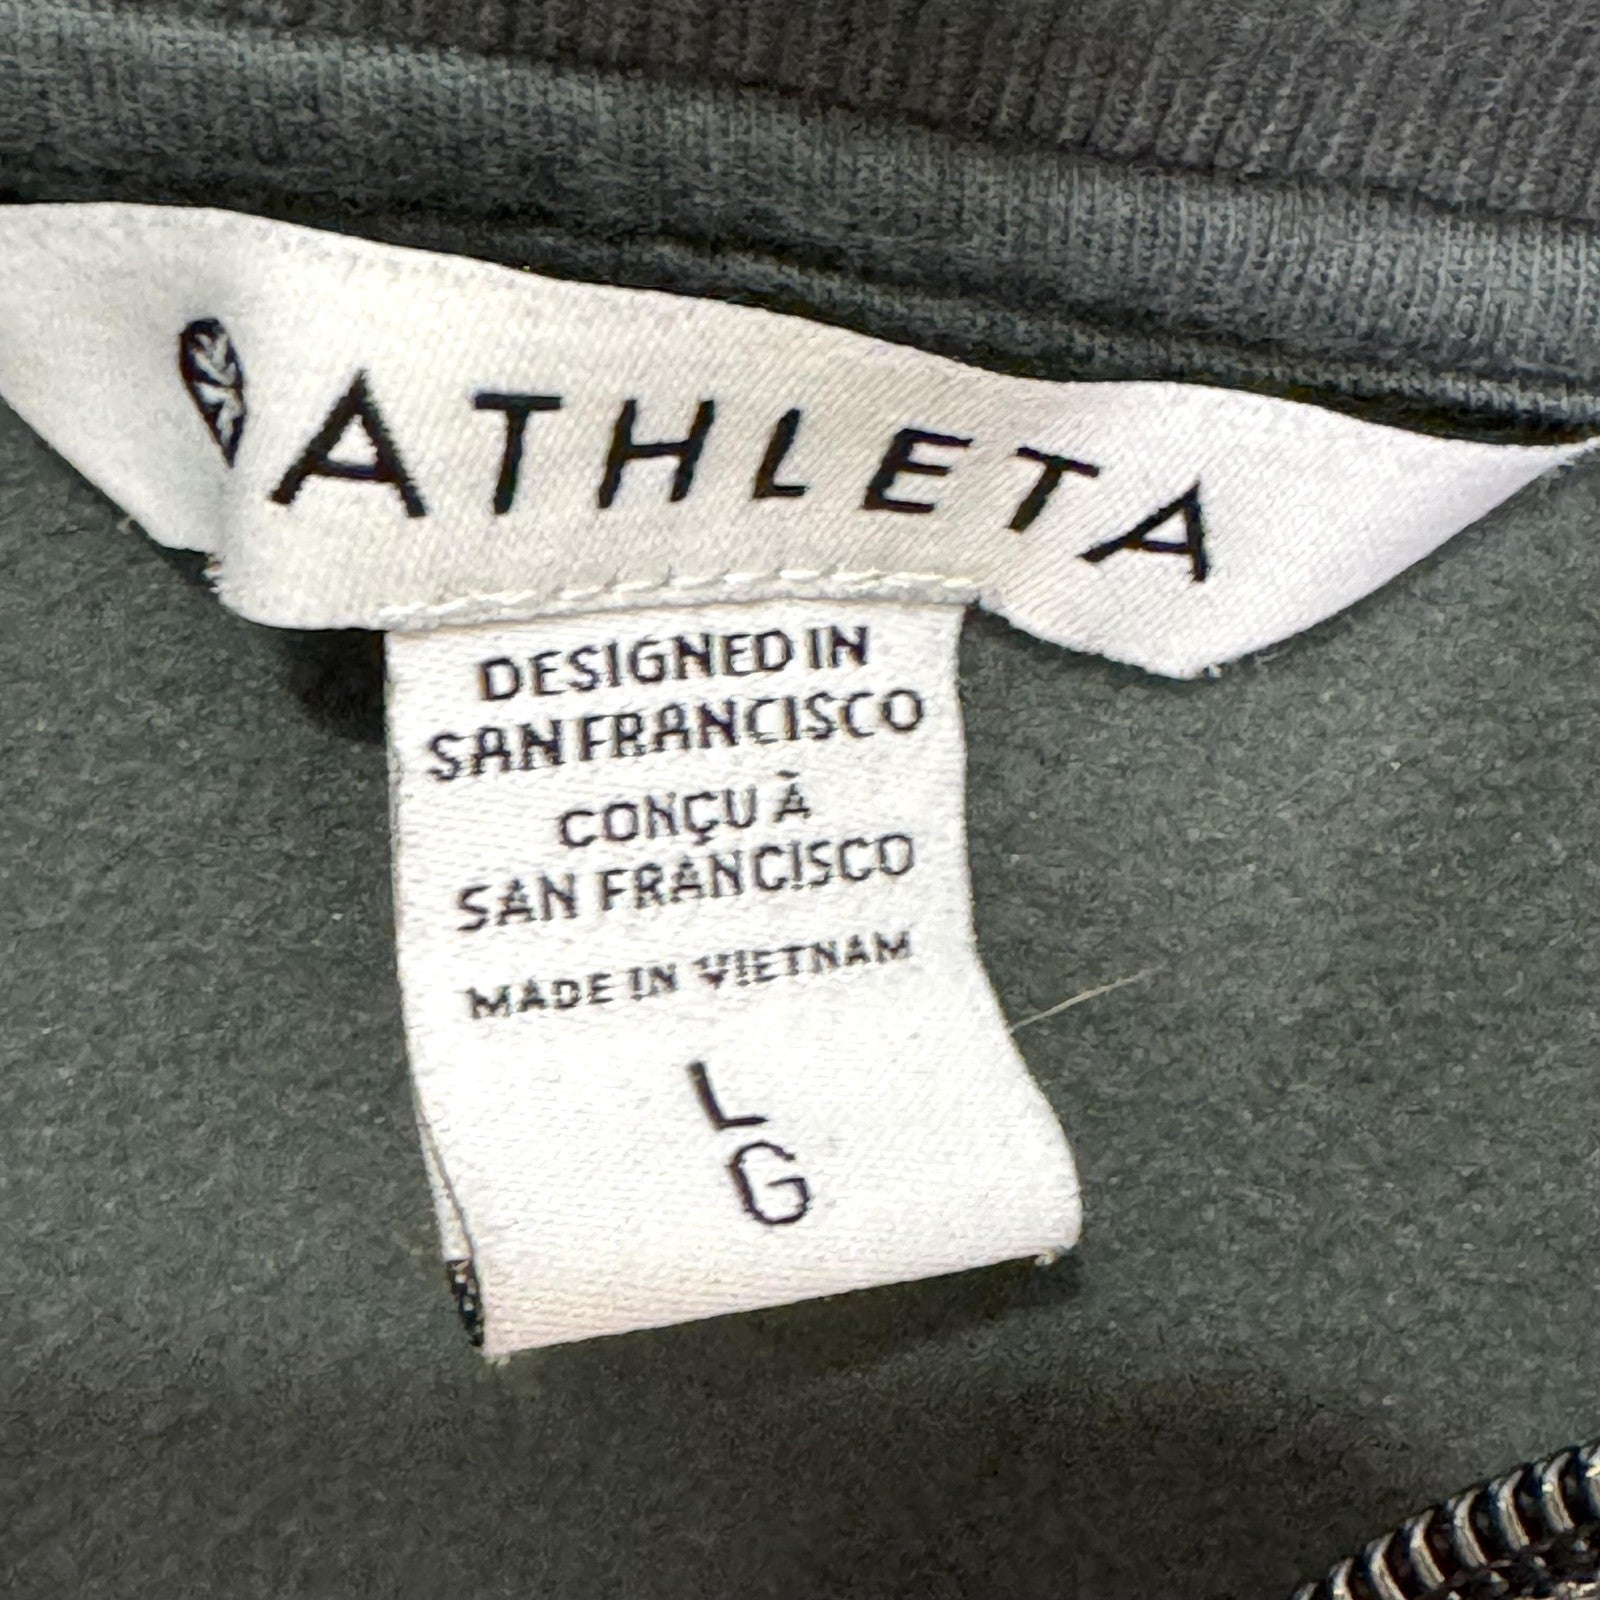 ATHLETA
DESIGNED IN
SAN FRANCISCO
CONÇU À
SAN FRANCISCO
MADE IN VIETNAM
L
G